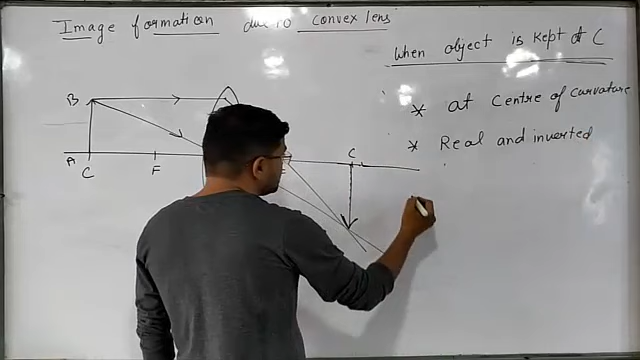 Image formation due to convex lens
when object is kept at C
* at Centre of curvature
* Real and inverted
B
A
C
F
C